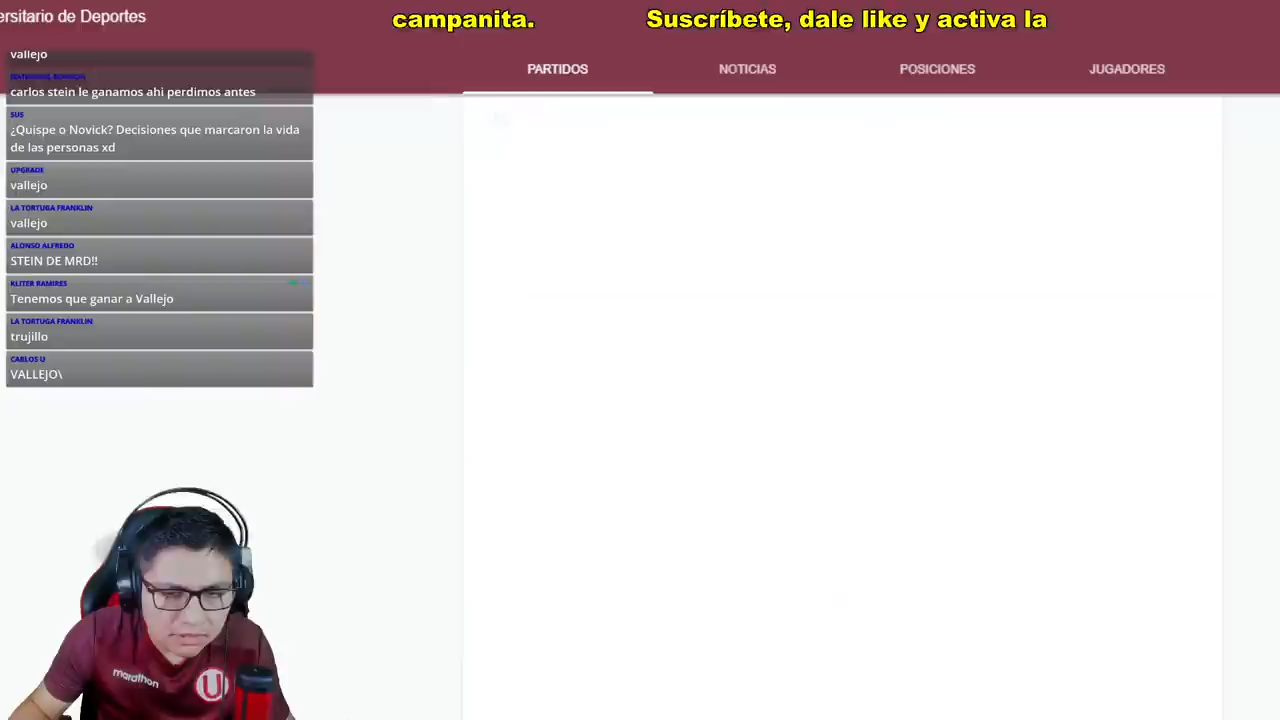 ersitario de Deportes
campanita. Suscríbete, dale like y activa la
PARTIDOS
NOTICIAS
POSICIONES
JUGADORES
vallejo
carlos stein le ganamos ahi perdimos antes
SUS
¿Quispe o Novick? Decisiones que marcaron la vida
de las personas xd
UPGRADE
vallejo
LA TORTUGA FRANKLIN
vallejo
ALONSO ALFREDO
STEIN DE MRD!!
KLITER RAMIRES
Tenemos que ganar a Vallejo
LA TORTUGA FRANKLIN
trujillo
CARLOS U
VALLEJO\
marathon
U